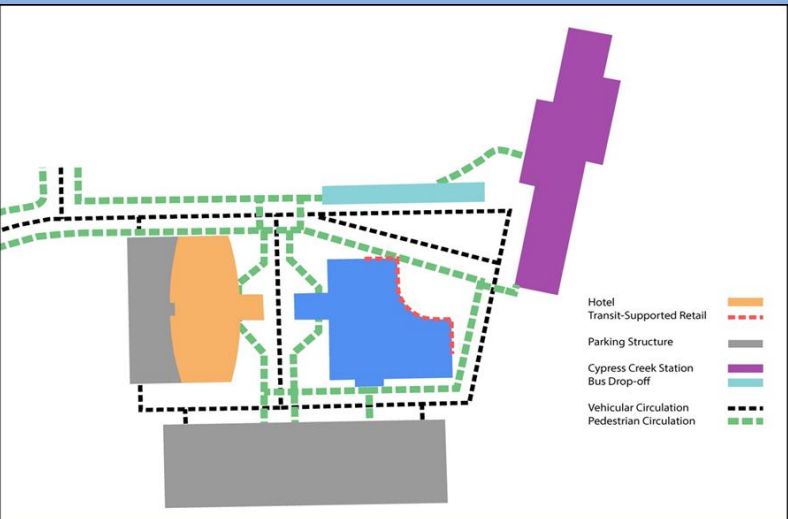 Hotel
Transit-Supported Retail
Parking Structure
Cypress Creek Station
Bus Drop-off
Vehicular Circulation
Pedestrian Circulation